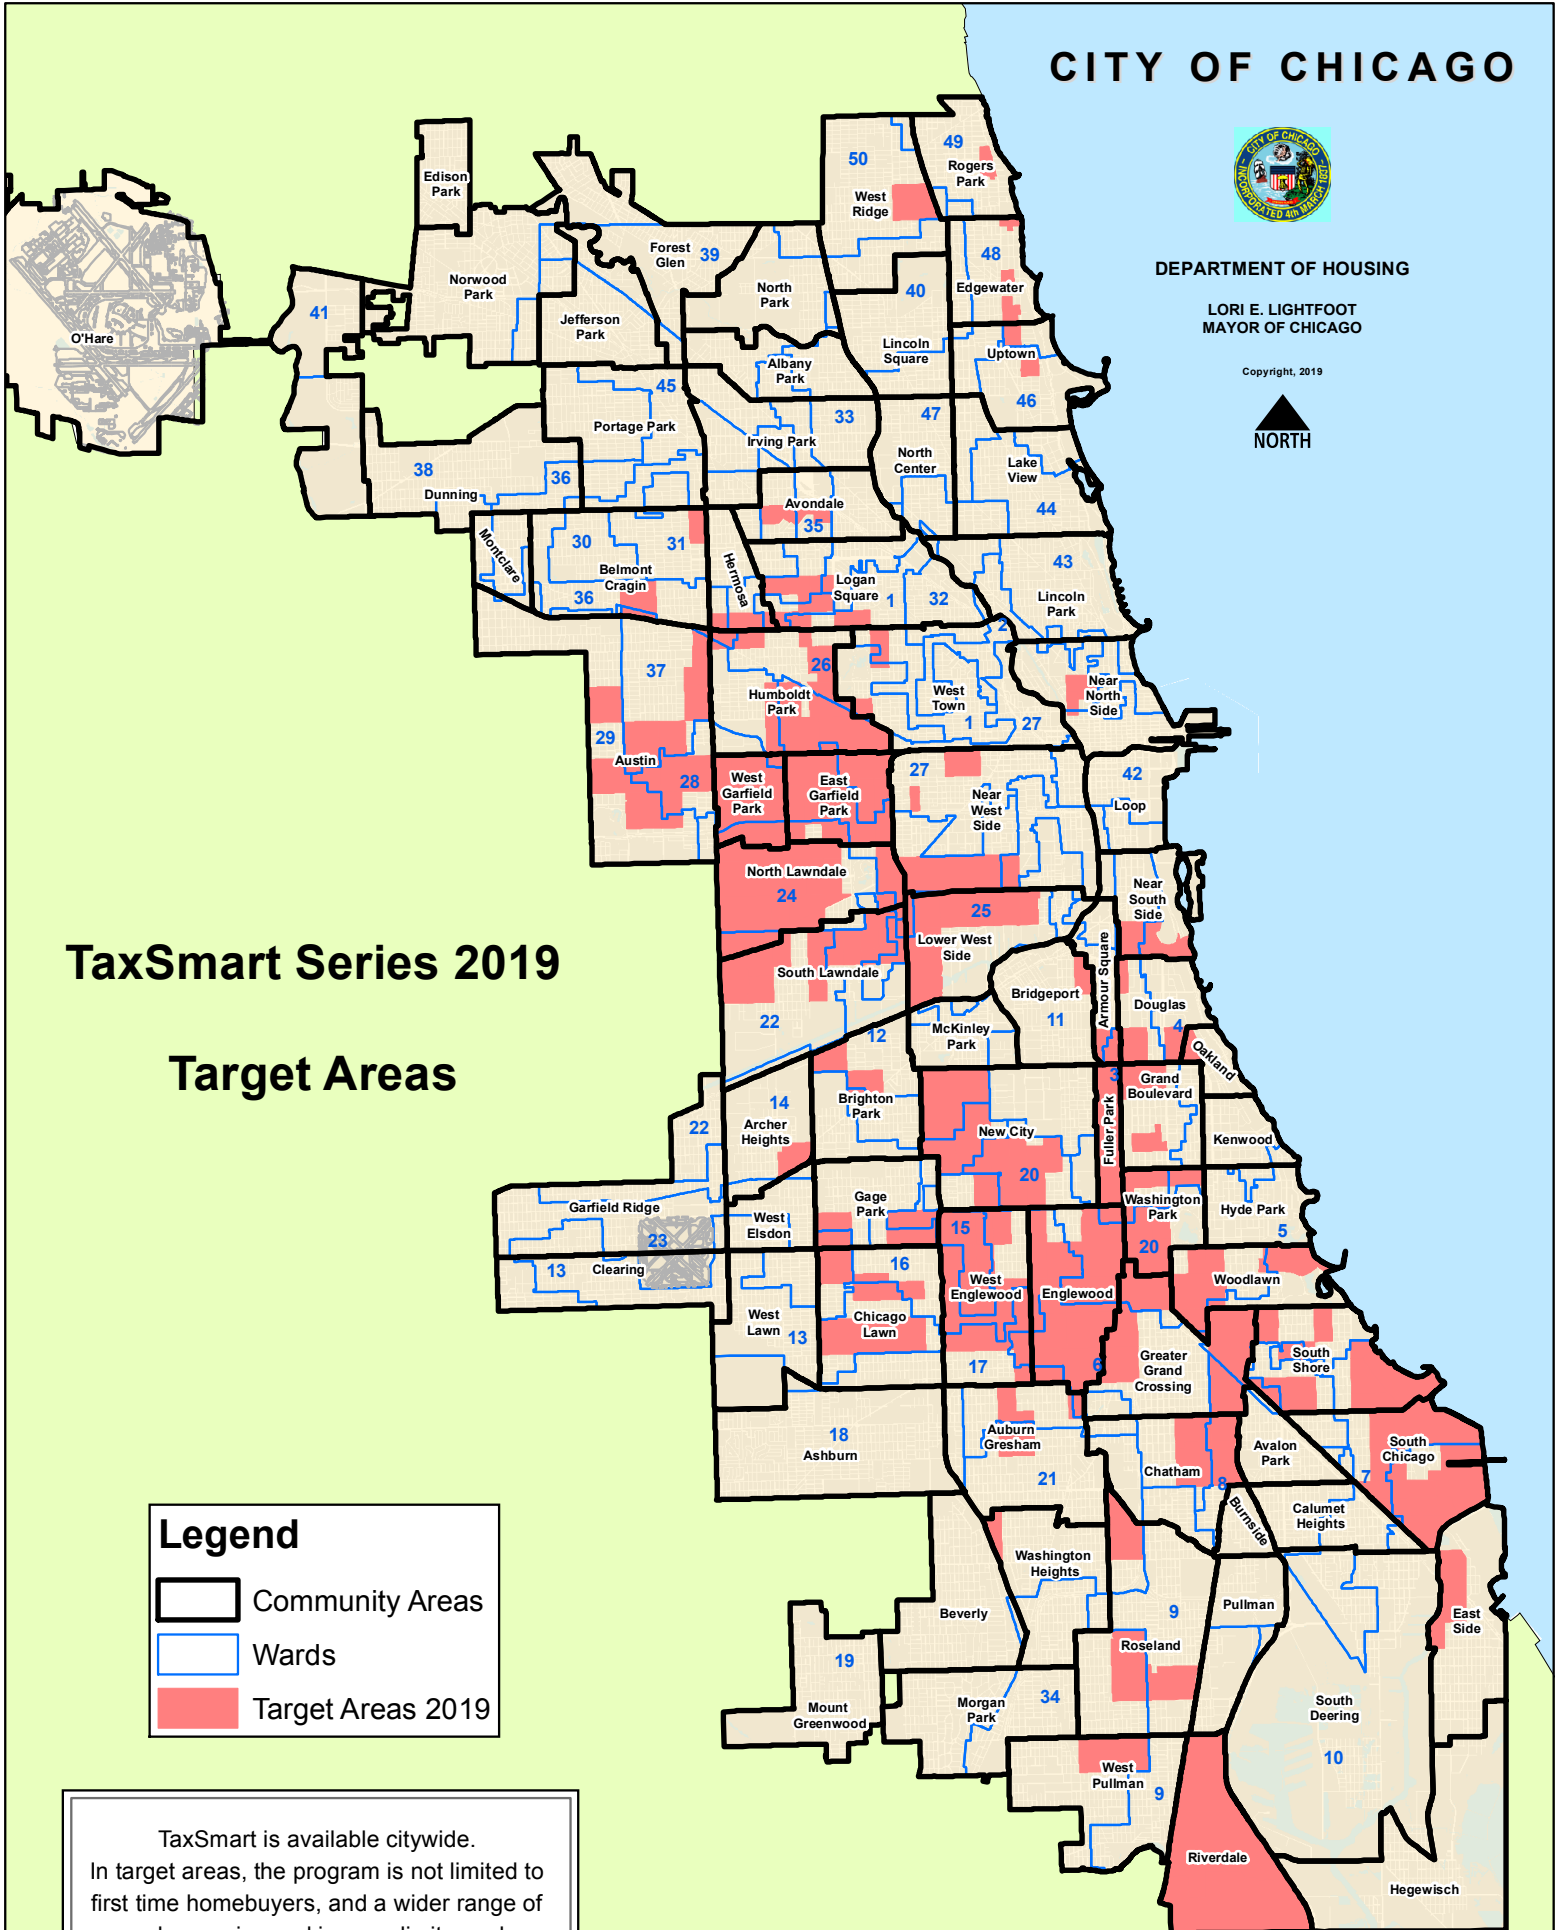 CITY OF CHICAGO
CITY OF CHICAGO
INCORPORATED 4th MARCH 1837
DEPARTMENT OF HOUSING
LORI E. LIGHTFOOT
MAYOR OF CHICAGO
Copyright, 2019
NORTH
Edison
Park
50
49
Rogers
Park
West
Ridge
Forest
Glen
39
48
Edgewater
Norwood
Park
North
Park
40
41
O'Hare
Jefferson
Park
Lincoln
Square
Uptown
Albany
Park
45
46
33
47
Portage Park
Irving Park
North
Center
Lake
View
38
36
Dunning
Avondale
35
44
Montclare
30
31
Belmont
Cragin
36
Hermosa
Logan
Square
1
32
43
Lincoln
Park
2
37
26
Humboldt
Park
West
Town
1
27
Near
North
Side
29
Austin
28
West
Garfield
Park
East
Garfield
Park
27
Near
West
Side
42
Loop
North Lawndale
24
Near
South
Side
25
Lower West
Side
Armour Square
TaxSmart Series 2019
South Lawndale
Bridgeport
11
Douglas
4
22
12
McKinley
Park
Oakland
Target Areas
3
Grand
Boulevard
14
Archer
Heights
Brighton
Park
22
New City
Fuller Park
Kenwood
20
Garfield Ridge
Gage
Park
Washington
Park
Hyde Park
West
Elsdon
15
5
23
20
13
Clearing
16
West
Englewood
Englewood
Woodlawn
West
Lawn
13
Chicago
Lawn
17
6
Greater
Grand
Crossing
South
Shore
18
Ashburn
Auburn
Gresham
21
Chatham
8
Avalon
Park
South
Chicago
7
Burnside
Calumet
Heights
Washington
Heights
Beverly
9
Pullman
East
Side
Roseland
19
Mount
Greenwood
Morgan
Park
34
South
Deering
10
West
Pullman
9
Riverdale
Hegewisch
Legend
Community Areas
Wards
Target Areas 2019
TaxSmart is available citywide.
In target areas, the program is not limited to
first time homebuyers, and a wider range of